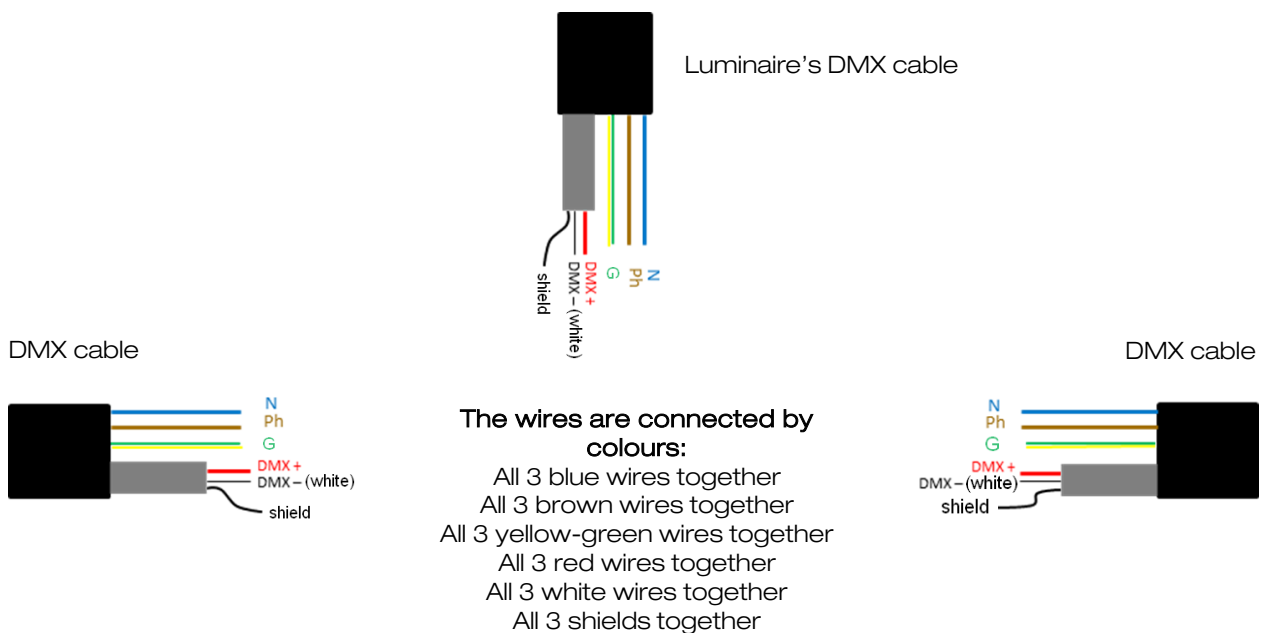 Luminaire's DMX cable
shield
DMX – (white)
DMX +
G
Ph
N
DMX cable
N
Ph
G
DMX +
DMX – (white)
shield
The wires are connected by
colours:
All 3 blue wires together
All 3 brown wires together
All 3 yellow-green wires together
All 3 red wires together
All 3 white wires together
All 3 shields together
DMX cable
N
Ph
G
DMX +
DMX – (white)
shield